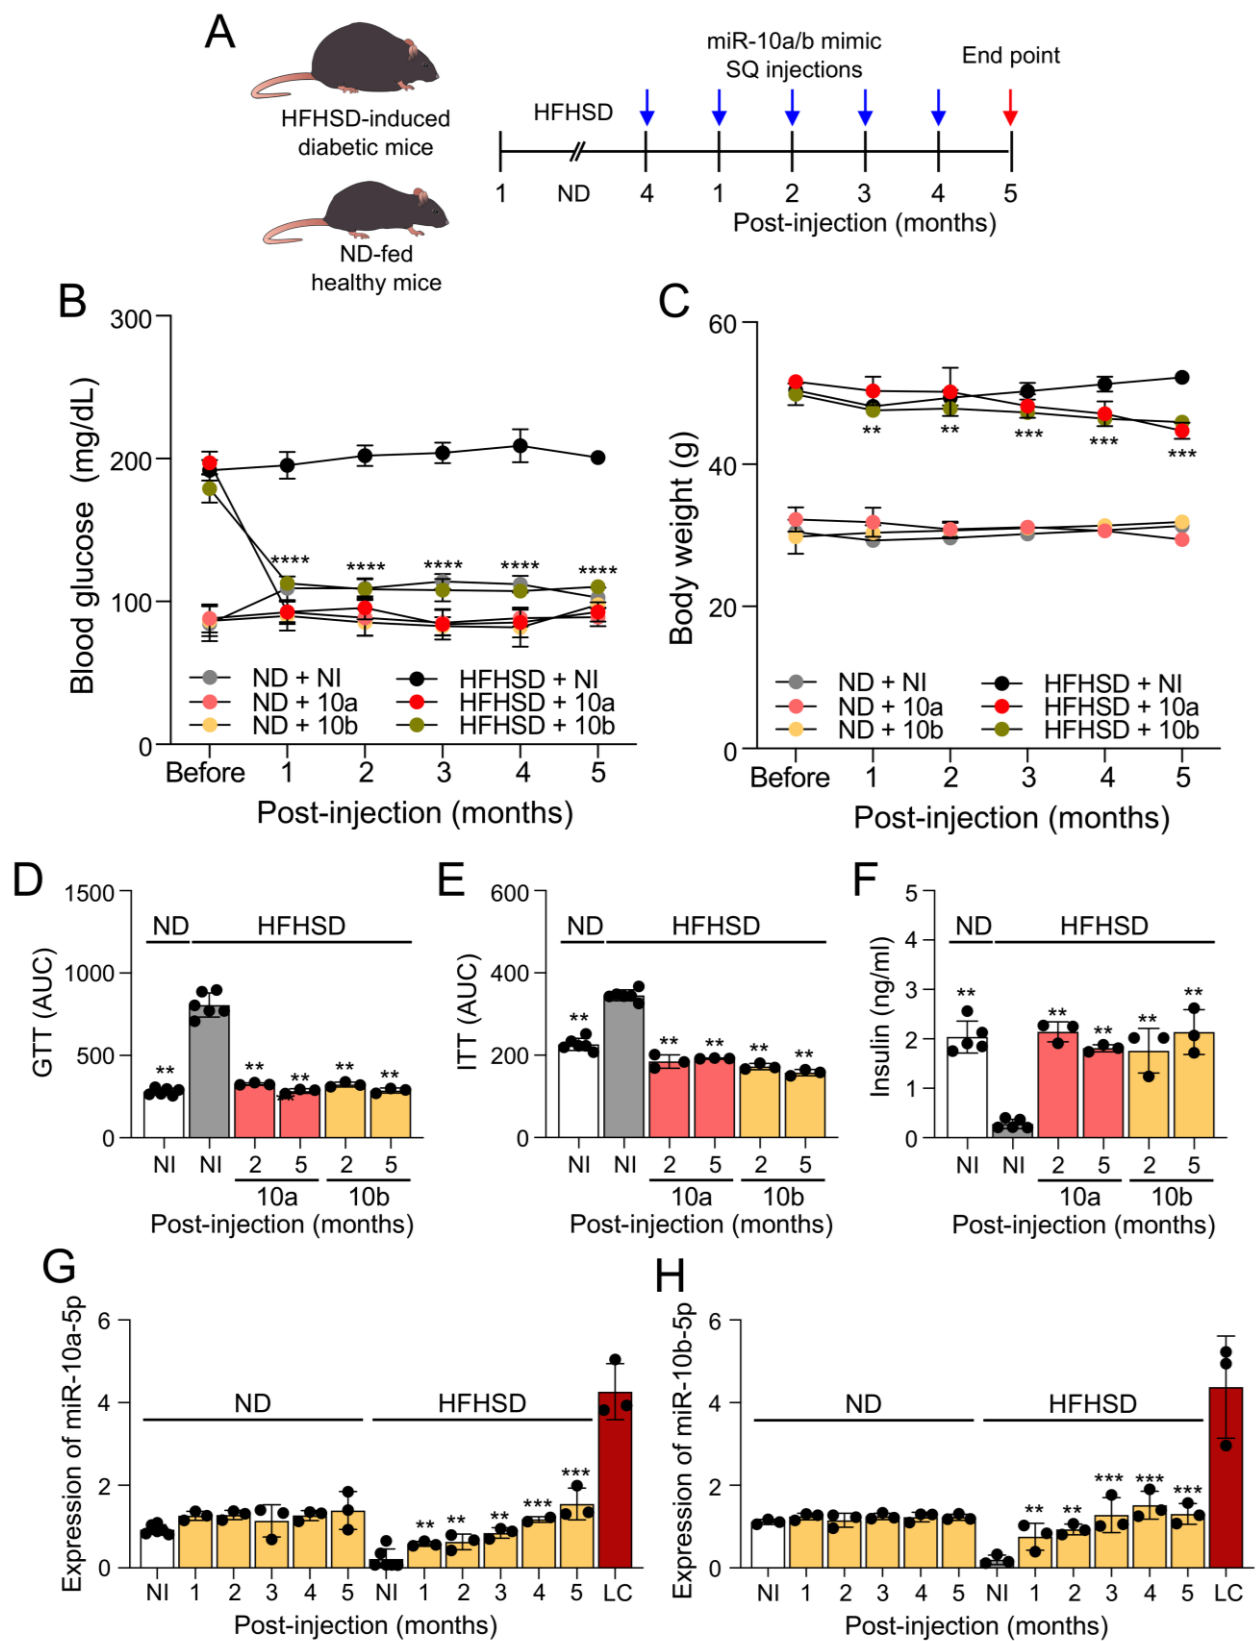 A
HFHSD-induced
diabetic mice
ND-fed
healthy mice
miR-10a/b mimic
SQ injections
End point
HFHSD
1 ND 4 1 2 3 4 5
Post-injection (months)
B
Blood glucose (mg/dL)
300
200
100
0
**** **** **** **** ****
ND + NI HFHSD + NI
ND + 10a HFHSD + 10a
ND + 10b HFHSD + 10b
Before 1 2 3 4 5
Post-injection (months)
C
Body weight (g)
60
40
20
0
** ** *** *** ***
ND + NI HFHSD + NI
ND + 10a HFHSD + 10a
ND + 10b HFHSD + 10b
Before 1 2 3 4 5
Post-injection (months)
D
GTT (AUC)
1500
1000
500
0
ND HFHSD
** ** ** ** ** **
NI NI 2 5 2 5
10a 10b
Post-injection (months)
E
ITT (AUC)
600
400
200
0
ND HFHSD
** ** ** ** **
NI NI 2 5 2 5
10a 10b
Post-injection (months)
F
Insulin (ng/ml)
5
4
3
2
1
0
ND HFHSD
** ** ** ** **
NI NI 2 5 2 5
10a 10b
Post-injection (months)
G
Expression of miR-10a-5p
6
4
2
0
ND HFHSD
** ** ** *** ***
NI 1 2 3 4 5 NI 1 2 3 4 5 LC
Post-injection (months)
H
Expression of miR-10b-5p
6
4
2
0
ND HFHSD
** ** *** *** ***
NI 1 2 3 4 5 NI 1 2 3 4 5 LC
Post-injection (months)